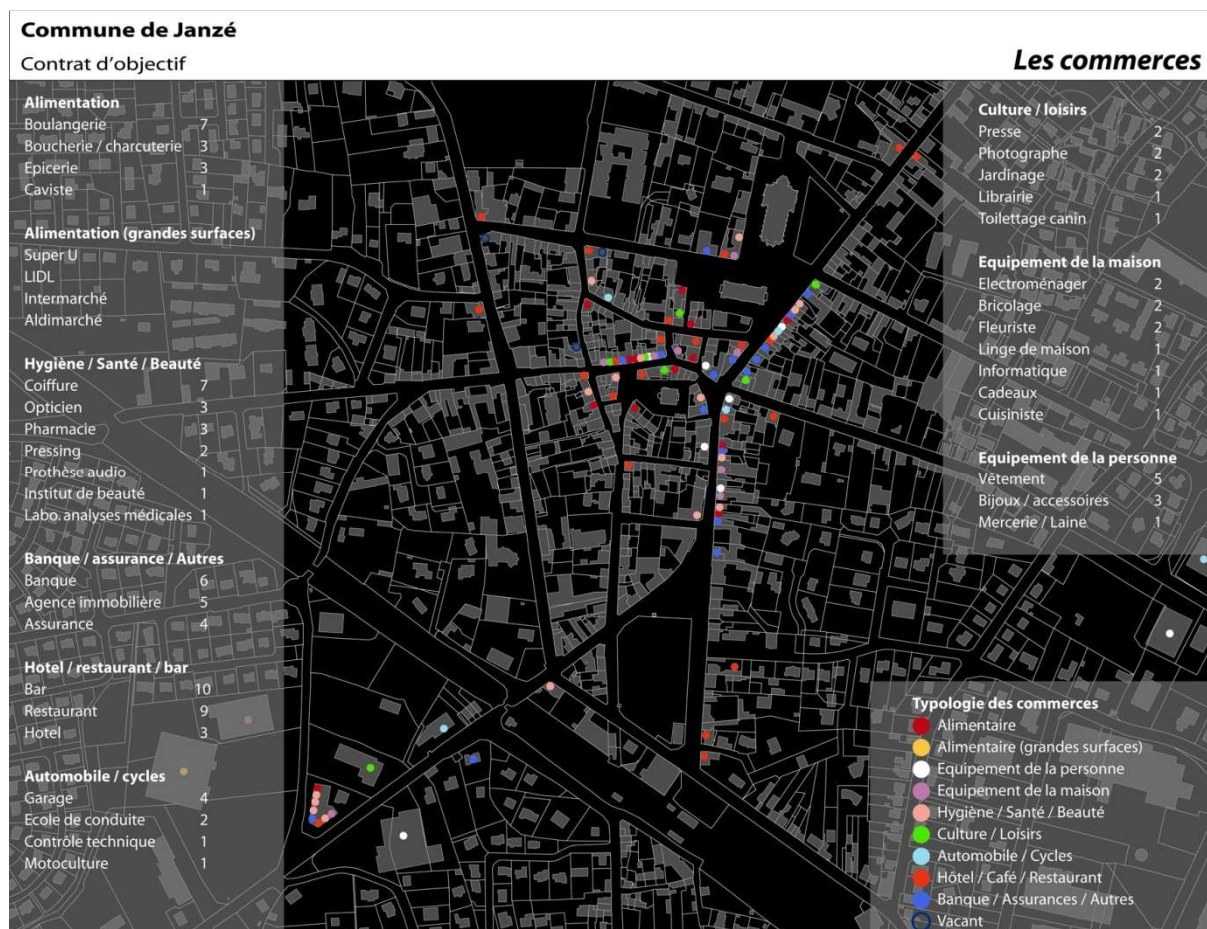 Commune de Janzé
Contrat d'objectif
Les commerces
Alimentation
Boulangerie 7
Boucherie / charcuterie 3
Epicerie 3
Caviste 1
Alimentation (grandes surfaces)
Super U
LIDL
Intermarché
Aldimarché
Hygiène / Santé / Beauté
Coiffure 7
Opticien 3
Pharmacie 3
Pressing 2
Prothèse audio 1
Institut de beauté 1
Labo. analyses médicales 1
Banque / assurance / Autres
Banque 6
Agence immobilière 5
Assurance 4
Hotel / restaurant / bar
Bar 10
Restaurant 9
Hotel 3
Automobile / cycles
Garage 4
Ecole de conduite 2
Contrôle technique 1
Motoculture 1
Culture / loisirs
Presse 2
Photographe 2
Jardinage 2
Librairie 1
Toilettage canin 1
Equipement de la maison
Electroménager 2
Bricolage 2
Fleuriste 2
Linge de maison 1
Informatique 1
Cadeaux 1
Cuisiniste 1
Equipement de la personne
Vêtement 5
Bijoux / accessoires 3
Mercerie / Laine 1
Typologie des commerces
Alimentaire
Alimentaire (grandes surfaces)
Equipement de la personne
Equipement de la maison
Hygiène / Santé / Beauté
Culture / Loisirs
Automobile / Cycles
Hôtel / Café / Restaurant
Banque / Assurances / Autres
Vacant